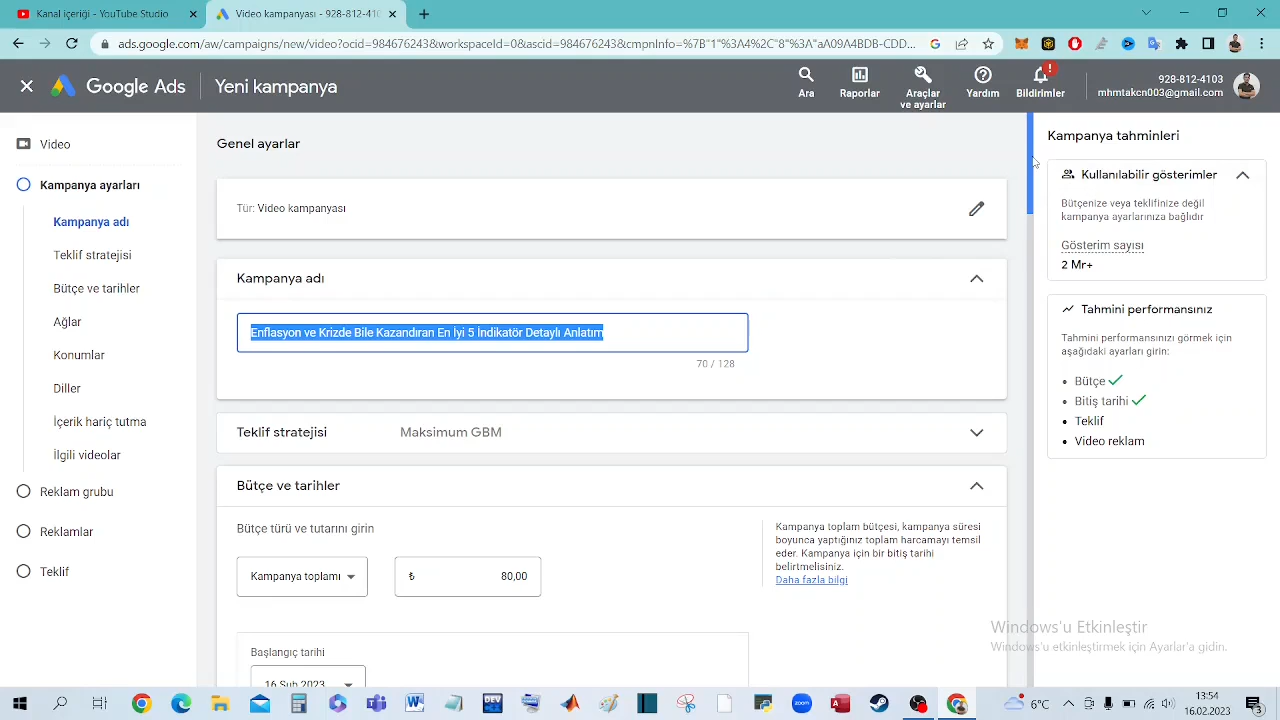 Kanal içeriği - YouTube Studio
Video kampanyası - 928-812-410
ads.google.com/aw/campaigns/new/video?ocid=984676243&workspaceId=0&ascid=984676243&cmpnInfo=%7B"1"%3A4%2C"8"%3A"aA09A4BDB-CDD...
Google Ads
Yeni kampanya
Ara
Raporlar
Araçlar
ve ayarlar
Yardım
Bildirimler
928-812-4103
mhmtakcn003@gmail.com
Video
Kampanya ayarları
Kampanya adı
Teklif stratejisi
Bütçe ve tarihler
Ağlar
Konumlar
Diller
İçerik hariç tutma
İlgili videolar
Reklam grubu
Reklamlar
Teklif
Genel ayarlar
Tür: Video kampanyası
Kampanya adı
Enflasyon ve Krizde Bile Kazandıran En İyi 5 İndikatör Detaylı Anlatım
70 / 128
Teklif stratejisi Maksimum GBM
Bütçe ve tarihler
Bütçe türü ve tutarını girin
Kampanya toplamı
₺ 80,00
Kampanya toplam bütçesi, kampanya süresi
boyunca yaptığınız toplam harcamayı temsil
eder. Kampanya için bir bitiş tarihi
belirtmelisiniz.
Daha fazla bilgi
Başlangıç tarihi
16 Şub 2023
Kampanya tahminleri
Kullanılabilir gösterimler
Bütçenize veya teklifinize değil
kampanya ayarlarınıza bağlıdır
Gösterim sayısı
2 Mr+
Tahmini performansınız
Tahmini performansınızı görmek için
aşağıdaki ayarları girin:
Bütçe
Bitiş tarihi
Teklif
Video reklam
Windows'u Etkinleştir
Windows'u etkinleştirmek için Ayarlar'a gidin.
DEV
zoom
6°C
13:54
16.02.2023
3